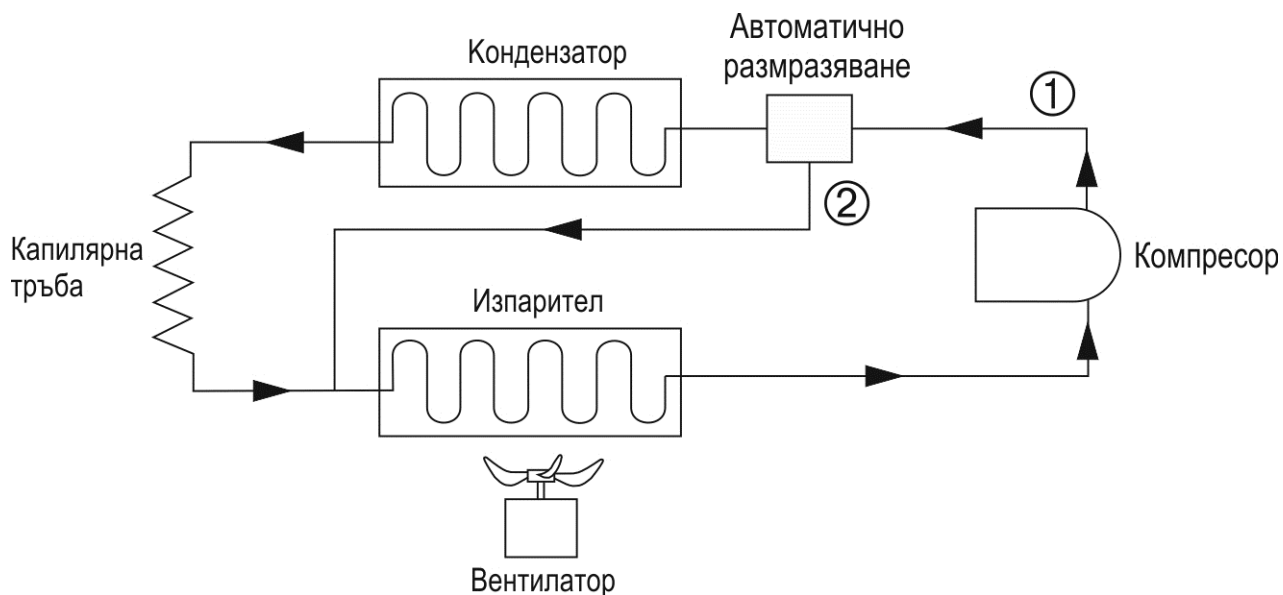 Кондензатор
Автоматично
размразяване
①
②
Капилярна
тръба
Компресор
Изпарител
Вентилатор